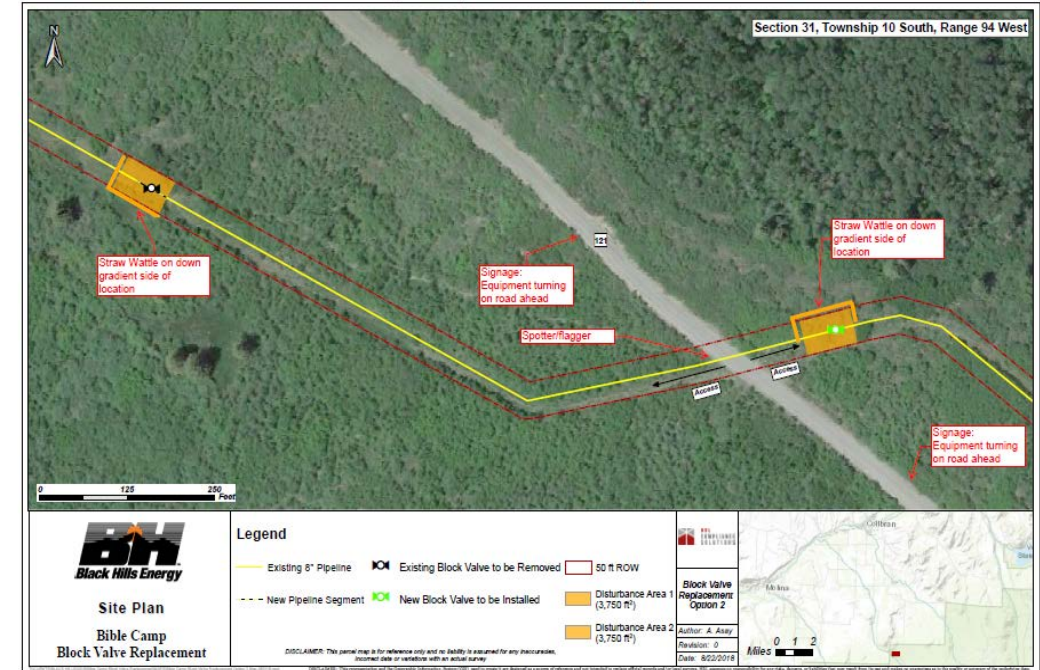 N
Section 31, Township 10 South, Range 94 West
Straw Wattle on down
gradient side of
location
Signage:
Equipment turning
on road ahead
121
Straw Wattle on down
gradient side of
location
Spotter/flagger
Access
Access
Signage:
Equipment turning
on road ahead
0 125 250
Feet
BH
Black Hills Energy
Site Plan
Bible Camp
Block Valve Replacement
Legend
Existing 8" Pipeline
Existing Block Valve to be Removed
50 ft ROW
New Pipeline Segment
New Block Valve to be Installed
Disturbance Area 1
(3,750 ft²)
Disturbance Area 2
(3,750 ft²)
DISCLAIMER: This parcel map is for reference only and no liability is assumed for any inaccuracies,
incorrect data or variations with an actual survey
COMPLIANCE
SOLUTIONS
Block Valve
Replacement
Option 2
Author: A. Asay
Revision: 0
Date: 8/22/2018
Collbran
Molina
0 1 2
Miles